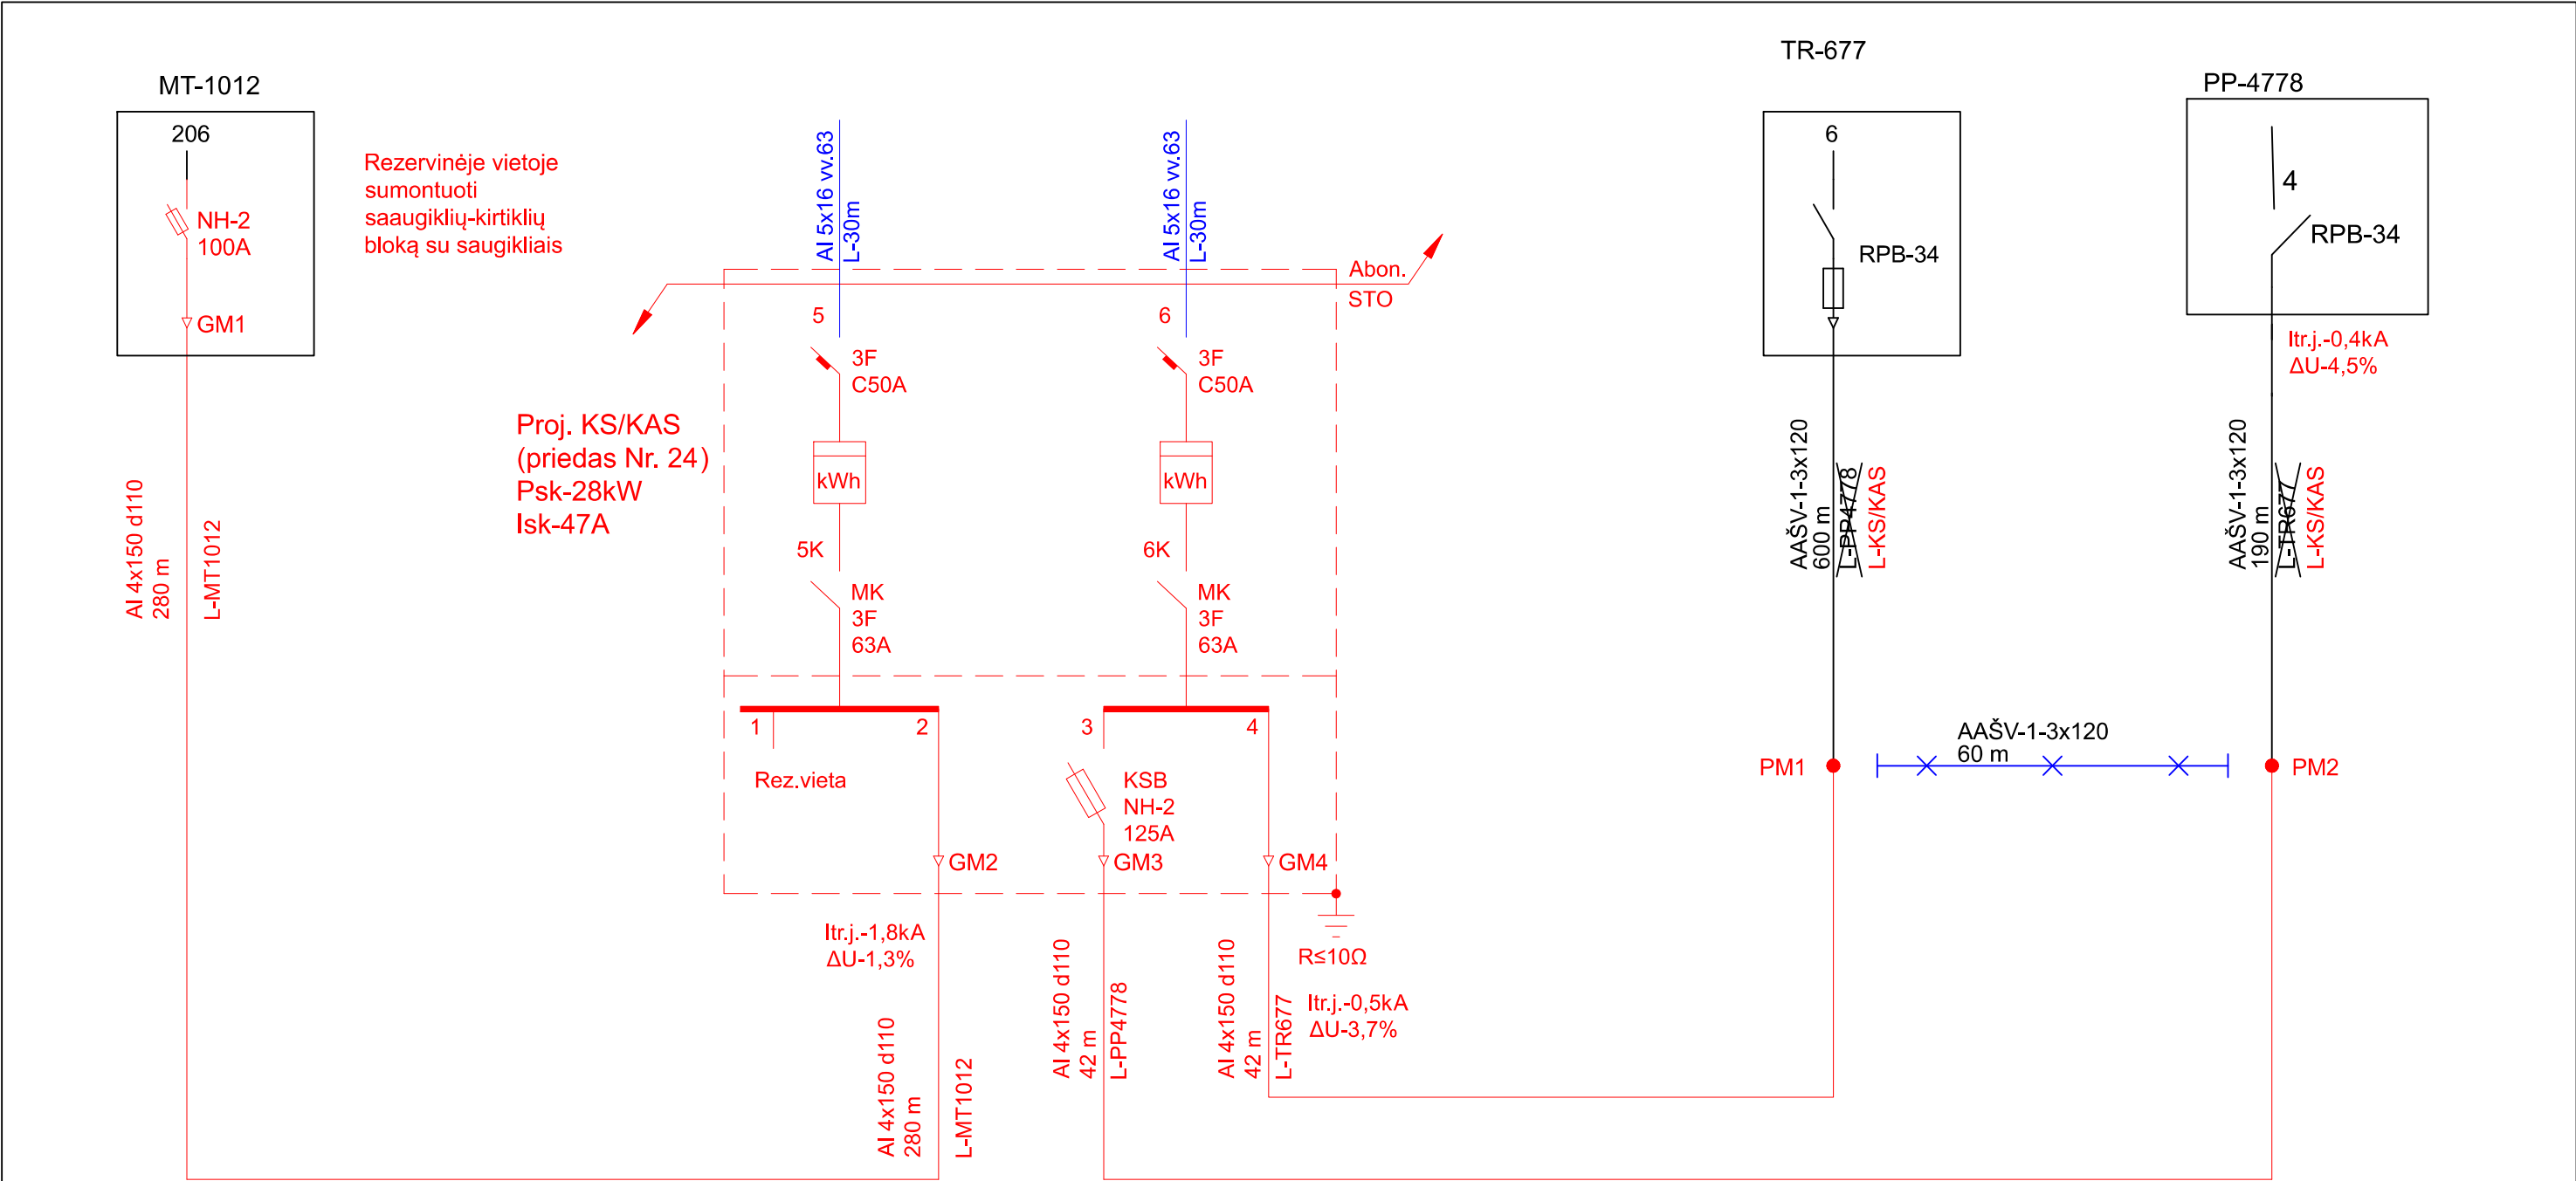 MT-1012
206
NH-2
100A
GM1
Rezervinėje vietoje
sumontuoti
saaugiklių-kirtiklių
bloką su saugikliais
Al 4x150 d110
280 m
L-MT1012
Proj. KS/KAS
(priedas Nr. 24)
Psk-28kW
Isk-47A
Al 5x16 vv.63
L-30m
Al 5x16 vv.63
L-30m
Abon.
STO
5
3F
C50A
kWh
5K
MK
3F
63A
6
3F
C50A
kWh
6K
MK
3F
63A
1
2
Rez.vieta
GM2
3
4
KSB
NH-2
125A
GM3
GM4
Itr.j.-1,8kA
ΔU-1,3%
Al 4x150 d110
280 m
L-MT1012
Al 4x150 d110
42 m
L-PP4778
Al 4x150 d110
42 m
L-TR677
R≤10Ω
Itr.j.-0,5kA
ΔU-3,7%
TR-677
6
RPB-34
AAŠV-1-3x120
600 m
L-PP4778
L-KS/KAS
PM1
AAŠV-1-3x120
60 m
PP-4778
4
RPB-34
Itr.j.-0,4kA
ΔU-4,5%
AAŠV-1-3x120
190 m
L-TR677
L-KS/KAS
PM2